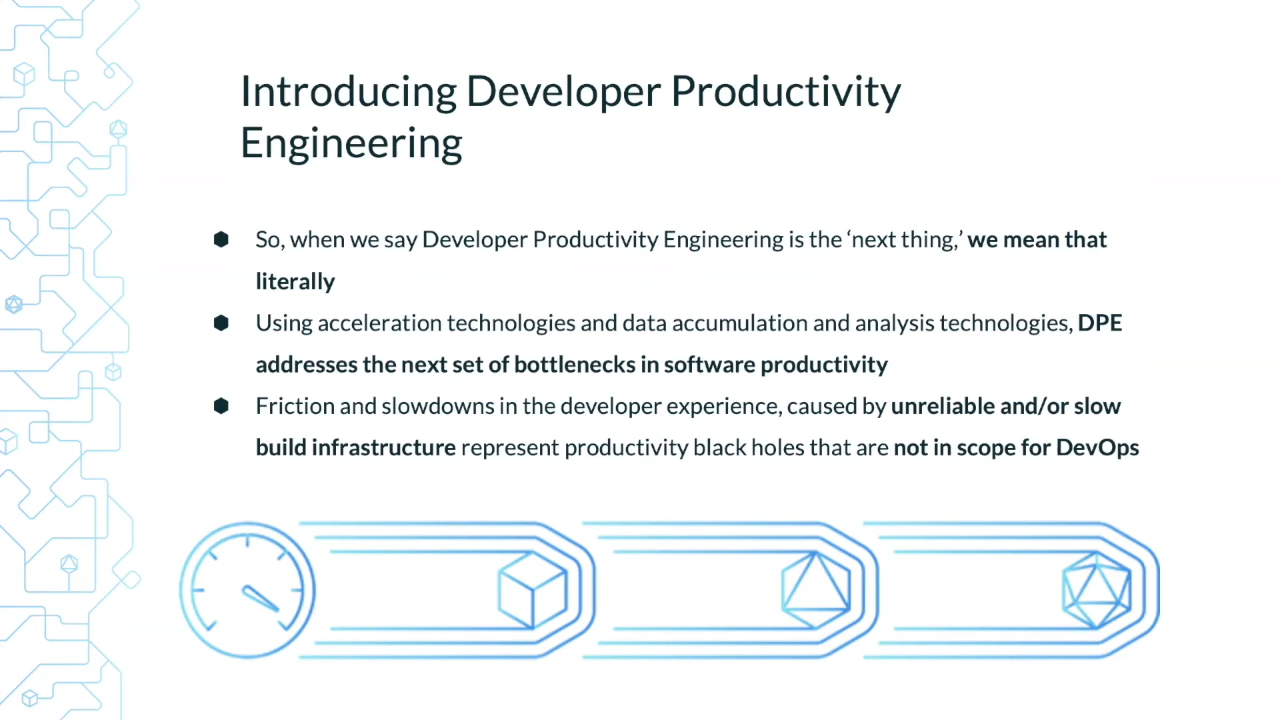 Introducing Developer Productivity
Engineering
So, when we say Developer Productivity Engineering is the ‘next thing,’ we mean that
literally
Using acceleration technologies and data accumulation and analysis technologies, DPE
addresses the next set of bottlenecks in software productivity
Friction and slowdowns in the developer experience, caused by unreliable and/or slow
build infrastructure represent productivity black holes that are not in scope for DevOps